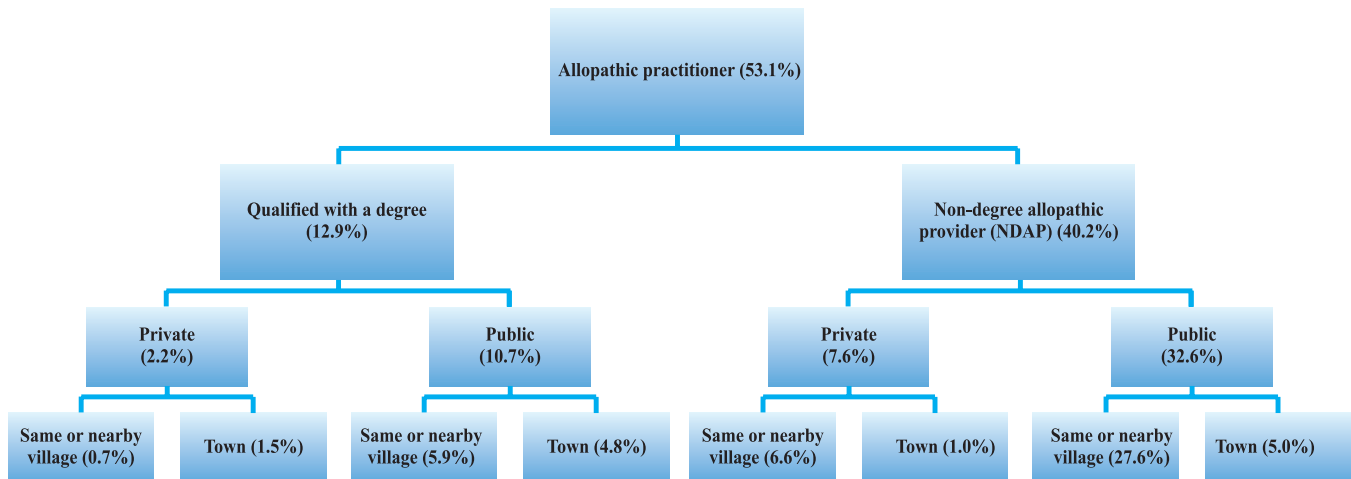 Allopathic practitioner (53.1%)
Qualified with a degree
(12.9%)
Non-degree allopathic
provider (NDAP) (40.2%)
Private
(2.2%)
Public
(10.7%)
Private
(7.6%)
Public
(32.6%)
Same or nearby
village (0.7%)
Town (1.5%)
Same or nearby
village (5.9%)
Town (4.8%)
Same or nearby
village (6.6%)
Town (1.0%)
Same or nearby
village (27.6%)
Town (5.0%)